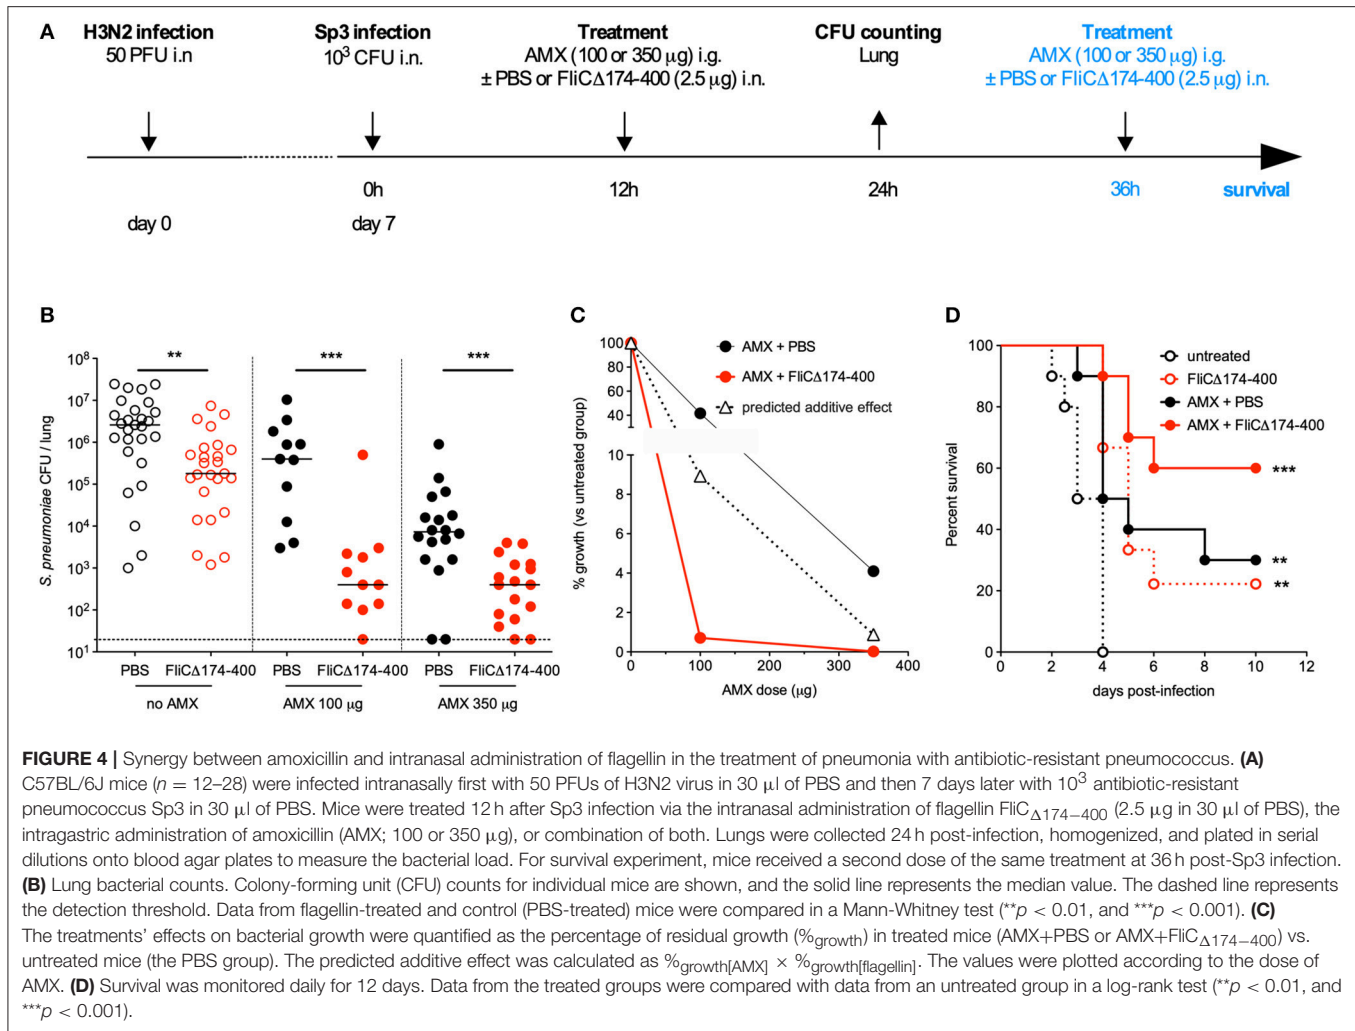 A
H3N2 infection
50 PFU i.n
Sp3 infection
10³ CFU i.n.
Treatment
AMX (100 or 350 µg) i.g.
± PBS or FliCΔ174-400 (2.5 µg) i.n.
CFU counting
Lung
Treatment
AMX (100 or 350 µg) i.g.
± PBS or FliCΔ174-400 (2.5 µg) i.n.
0h
12h
24h
36h
survival
day 0
day 7
B
S. pneumoniae CFU / lung
10⁸
10⁷
10⁶
10⁵
10⁴
10³
10²
10¹
**
***
***
PBS
FliCΔ174-400
PBS
FliCΔ174-400
PBS
FliCΔ174-400
no AMX
AMX 100 µg
AMX 350 µg
C
% growth (vs untreated group)
100
80
60
40
10
8
6
4
2
0
AMX + PBS
AMX + FliCΔ174-400
predicted additive effect
0
100
200
300
400
AMX dose (µg)
D
Percent survival
100
80
60
40
20
0
untreated
FliCΔ174-400
AMX + PBS
AMX + FliCΔ174-400
***
**
**
0
2
4
6
8
10
12
days post-infection
FIGURE 4 | Synergy between amoxicillin and intranasal administration of flagellin in the treatment of pneumonia with antibiotic-resistant pneumococcus. (A)
C57BL/6J mice (n = 12–28) were infected intranasally first with 50 PFUs of H3N2 virus in 30 µl of PBS and then 7 days later with 10³ antibiotic-resistant
pneumococcus Sp3 in 30 µl of PBS. Mice were treated 12 h after Sp3 infection via the intranasal administration of flagellin FliCΔ174−400 (2.5 µg in 30 µl of PBS), the
intragastric administration of amoxicillin (AMX; 100 or 350 µg), or combination of both. Lungs were collected 24 h post-infection, homogenized, and plated in serial
dilutions onto blood agar plates to measure the bacterial load. For survival experiment, mice received a second dose of the same treatment at 36 h post-Sp3 infection.
(B) Lung bacterial counts. Colony-forming unit (CFU) counts for individual mice are shown, and the solid line represents the median value. The dashed line represents
the detection threshold. Data from flagellin-treated and control (PBS-treated) mice were compared in a Mann-Whitney test (**p < 0.01, and ***p < 0.001). (C)
The treatments' effects on bacterial growth were quantified as the percentage of residual growth (%growth) in treated mice (AMX+PBS or AMX+FliCΔ174−400) vs.
untreated mice (the PBS group). The predicted additive effect was calculated as %growth[AMX] × %growth[flagellin]. The values were plotted according to the dose of
AMX. (D) Survival was monitored daily for 12 days. Data from the treated groups were compared with data from an untreated group in a log-rank test (**p < 0.01, and
***p < 0.001).